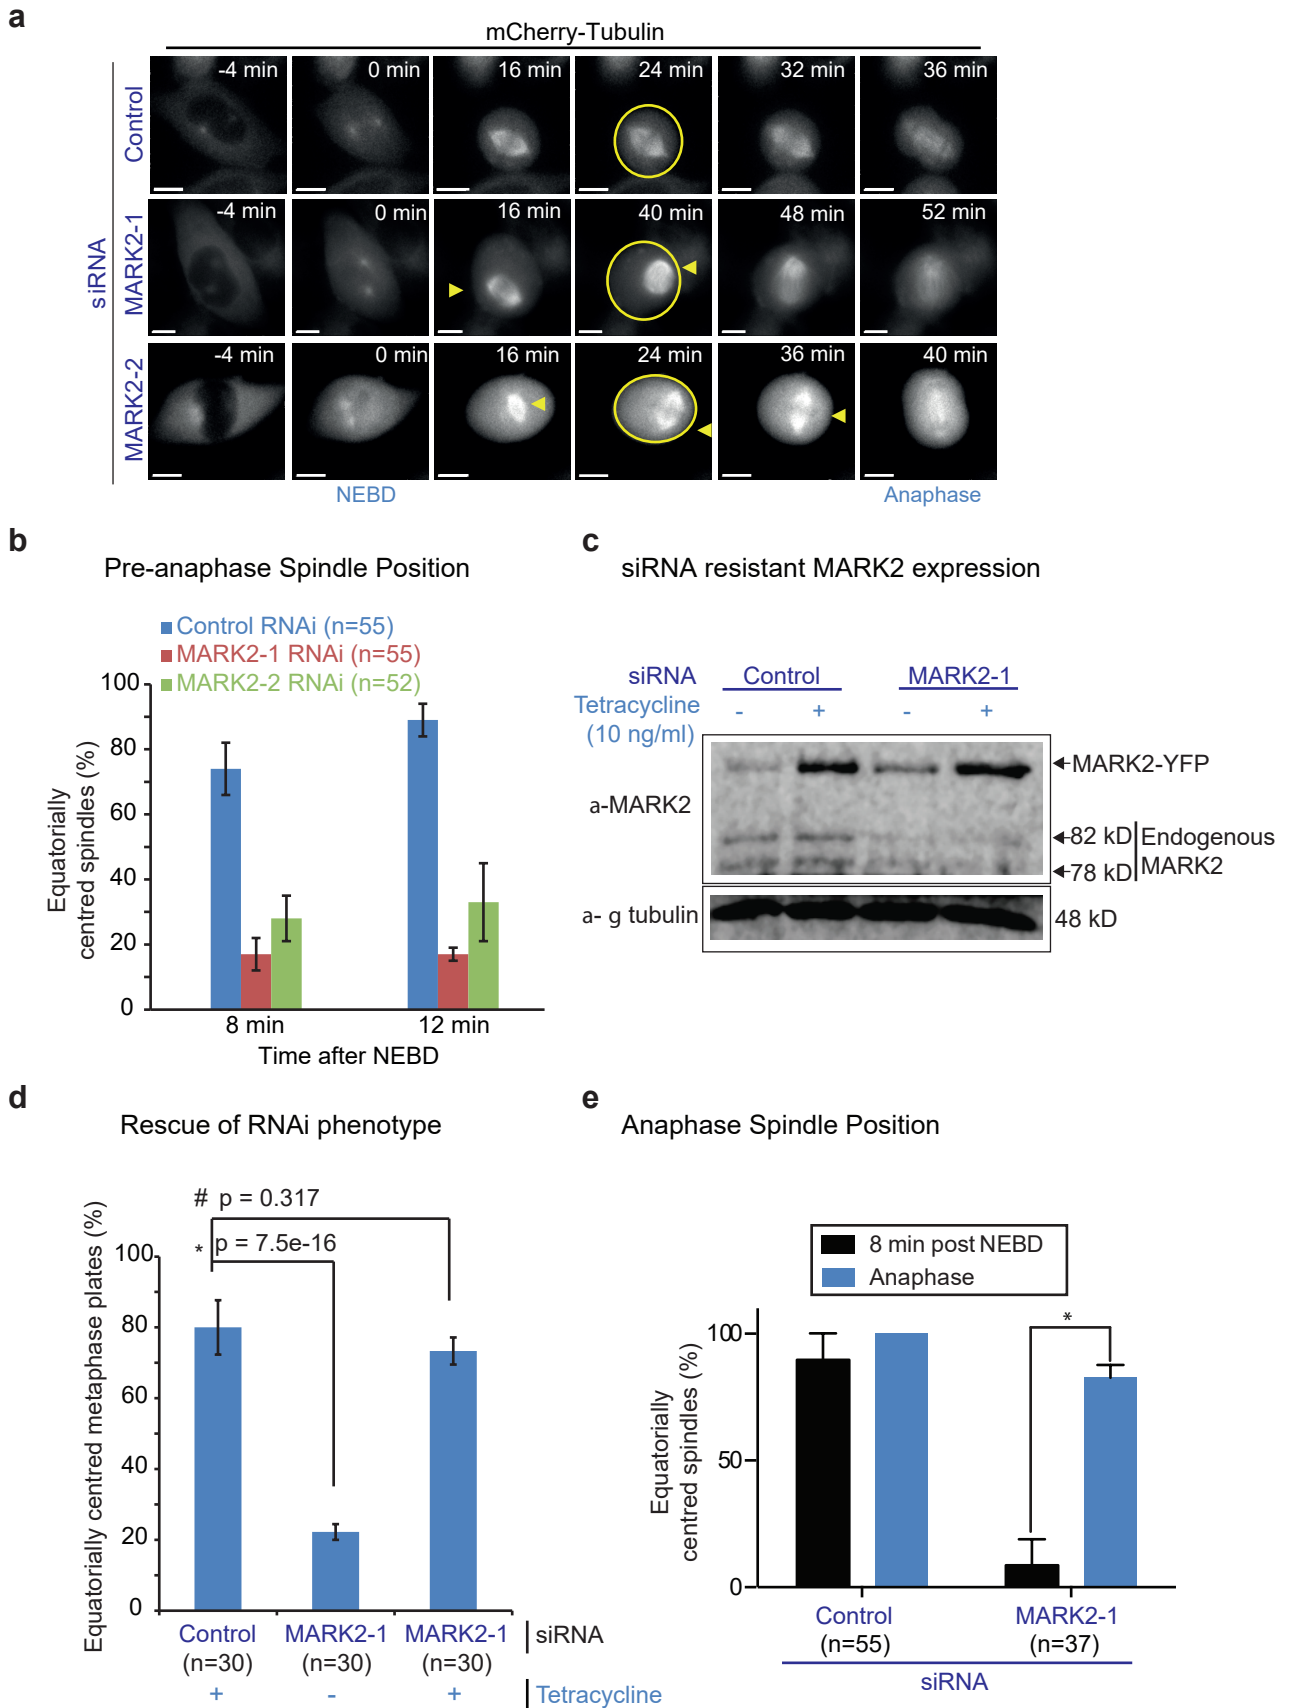 a
mCherry-Tubulin
siRNA
Control
-4 min 0 min 16 min 24 min 32 min 36 min
MARK2-1
-4 min 0 min 16 min 40 min 48 min 52 min
MARK2-2
-4 min 0 min 16 min 24 min 36 min 40 min
NEBD Anaphase
b
Pre-anaphase Spindle Position
Control RNAi (n=55)
MARK2-1 RNAi (n=55)
MARK2-2 RNAi (n=52)
Equatorially
centred spindles (%)
100
80
60
40
20
0
8 min 12 min
Time after NEBD
c
siRNA resistant MARK2 expression
siRNA Control MARK2-1
Tetracycline
(10 ng/ml)
- + - +
a-MARK2
MARK2-YFP
82 kD
78 kD
Endogenous
MARK2
a- g tubulin
48 kD
d
Rescue of RNAi phenotype
# p = 0.317
* p = 7.5e-16
Equatorially centred metaphase plates (%)
100
80
60
40
20
0
Control MARK2-1 MARK2-1 siRNA
(n=30) (n=30) (n=30)
+ - + Tetracycline
e
Anaphase Spindle Position
8 min post NEBD
Anaphase
*
Equatorially
centred spindles (%)
100
50
0
Control MARK2-1
(n=55) (n=37)
siRNA